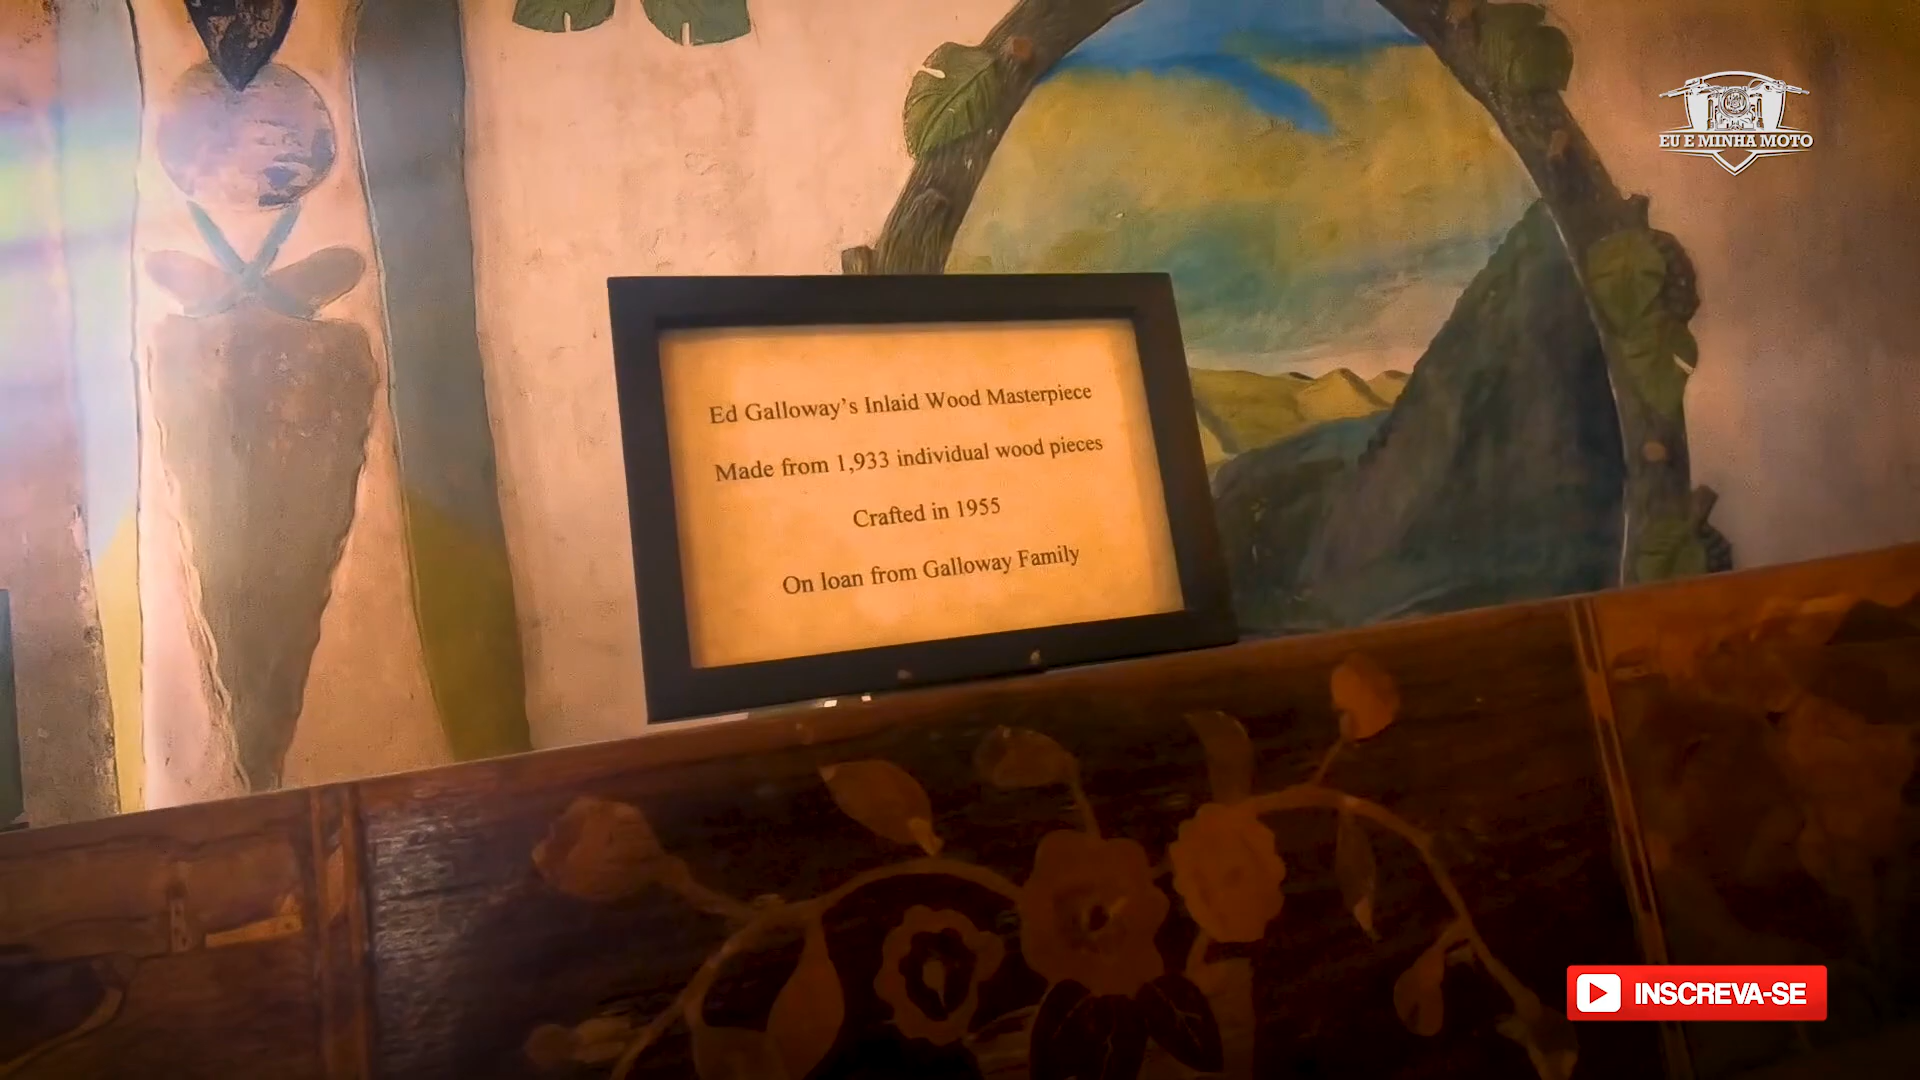 EU E MINHA MOTO
Ed Galloway's Inlaid Wood Masterpiece
Made from 1,933 individual wood pieces
Crafted in 1955
On loan from Galloway Family
INSCREVA-SE